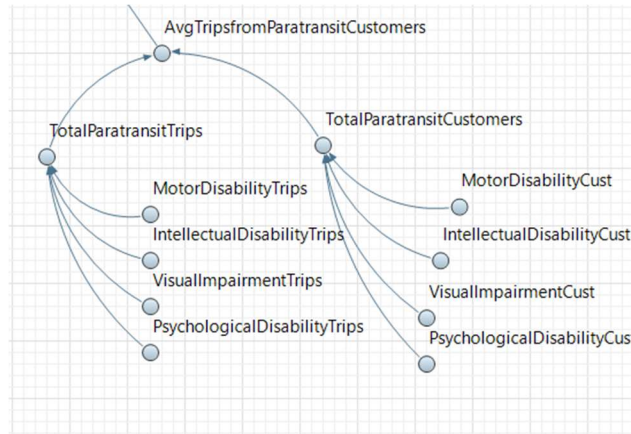 AvgTripsfromParatransitCustomers
TotalParatransitTrips
TotalParatransitCustomers
MotorDisabilityTrips
MotorDisabilityCust
IntellectualDisabilityTrips
IntellectualDisabilityCust
VisualImpairmentTrips
VisualImpairmentCust
PsychologicalDisabilityTrips
PsychologicalDisabilityCus